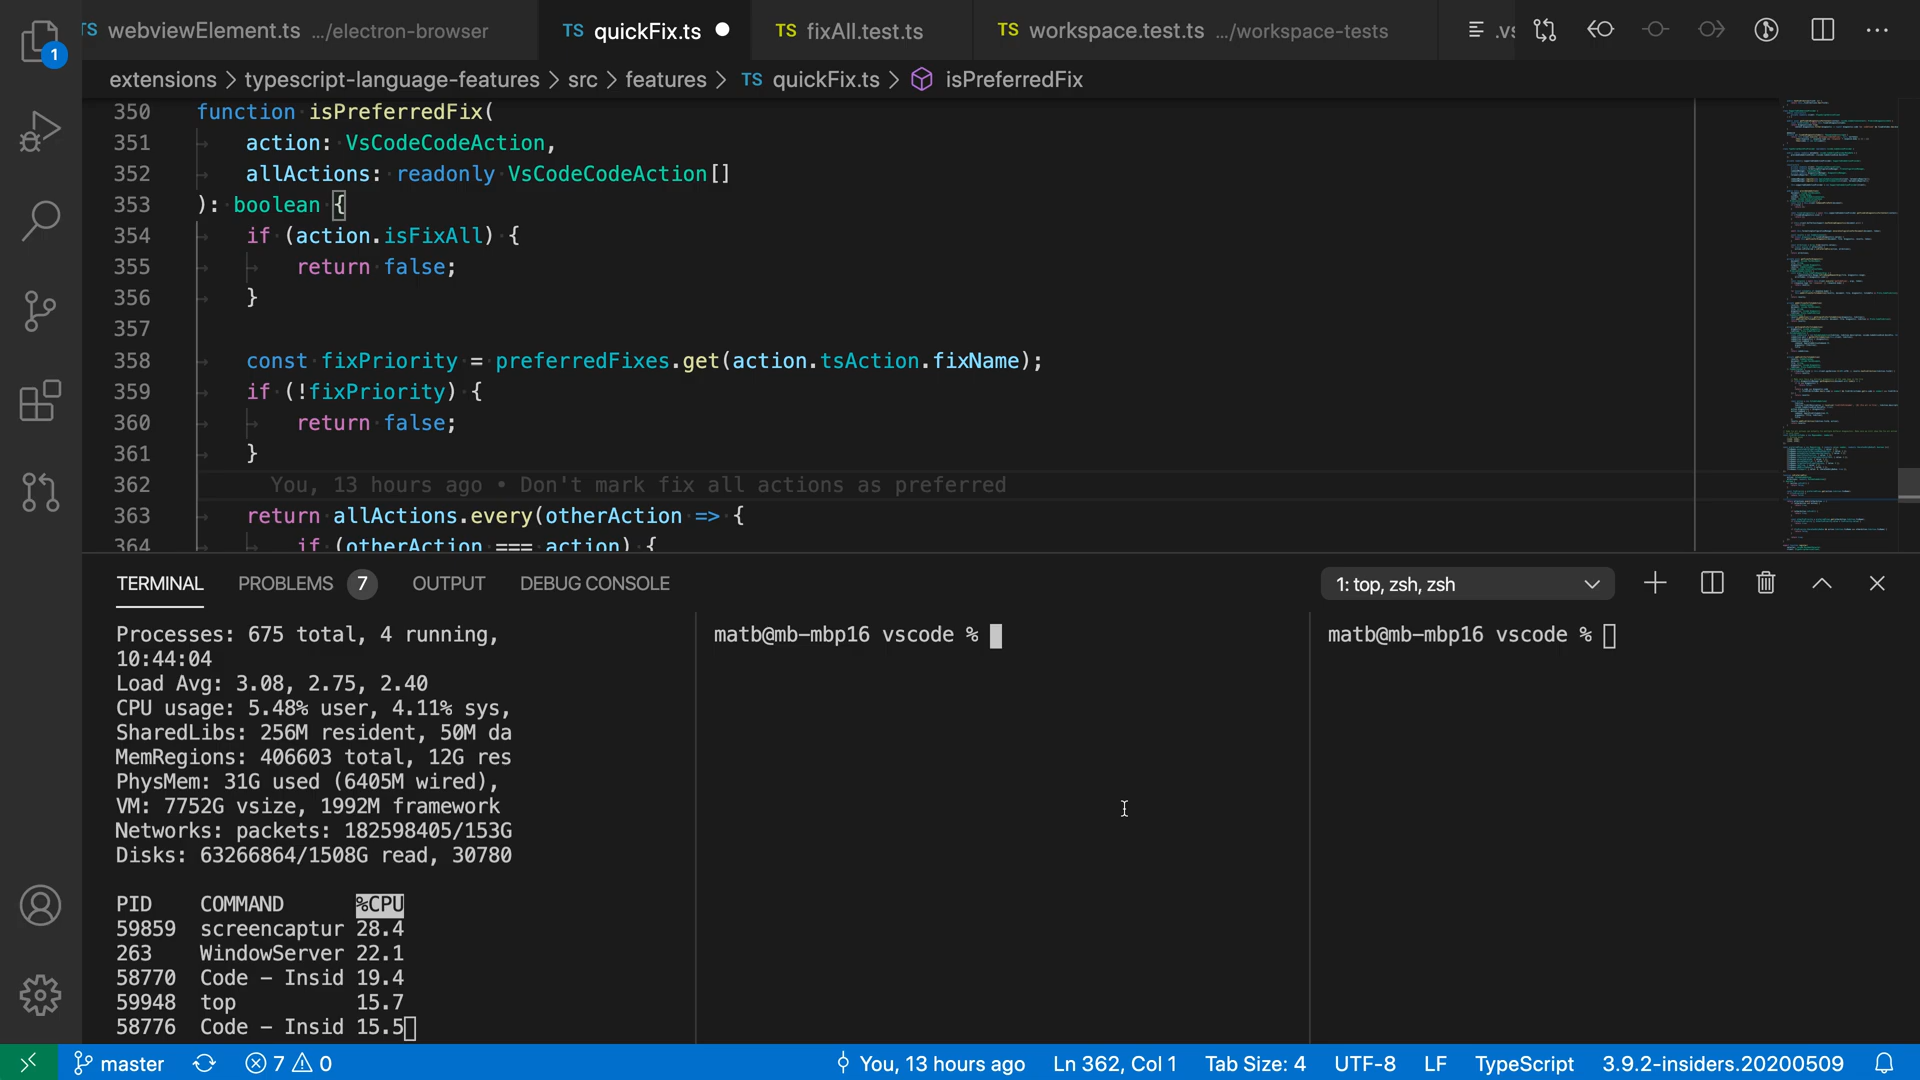 webviewElement.ts .../electron-browser
TS quickFix.ts
TS fixAll.test.ts
TS workspace.test.ts .../workspace-tests
1
extensions > typescript-language-features > src > features > TS quickFix.ts > isPreferredFix
350 function isPreferredFix(
351 action: VsCodeCodeAction,
352 allActions: readonly VsCodeCodeAction[]
353 ): boolean {
354 if (action.isFixAll) {
355 return false;
356 }
357
358 const fixPriority = preferredFixes.get(action.tsAction.fixName);
359 if (!fixPriority) {
360 return false;
361 }
362 You, 13 hours ago • Don't mark fix all actions as preferred
363 return allActions.every(otherAction => {
364 if (otherAction === action) {
TERMINAL PROBLEMS 7 OUTPUT DEBUG CONSOLE
1: top, zsh, zsh
Processes: 675 total, 4 running,
10:44:04
Load Avg: 3.08, 2.75, 2.40
CPU usage: 5.48% user, 4.11% sys,
SharedLibs: 256M resident, 50M da
MemRegions: 406603 total, 12G res
PhysMem: 31G used (6405M wired),
VM: 7752G vsize, 1992M framework
Networks: packets: 182598405/153G
Disks: 63266864/1508G read, 30780
PID COMMAND %CPU
59859 screencaptur 28.4
263 WindowServer 22.1
58770 Code - Insid 19.4
59948 top 15.7
58776 Code - Insid 15.5
matb@mb-mbp16 vscode %
matb@mb-mbp16 vscode %
master 7 0 You, 13 hours ago Ln 362, Col 1 Tab Size: 4 UTF-8 LF TypeScript 3.9.2-insiders.20200509